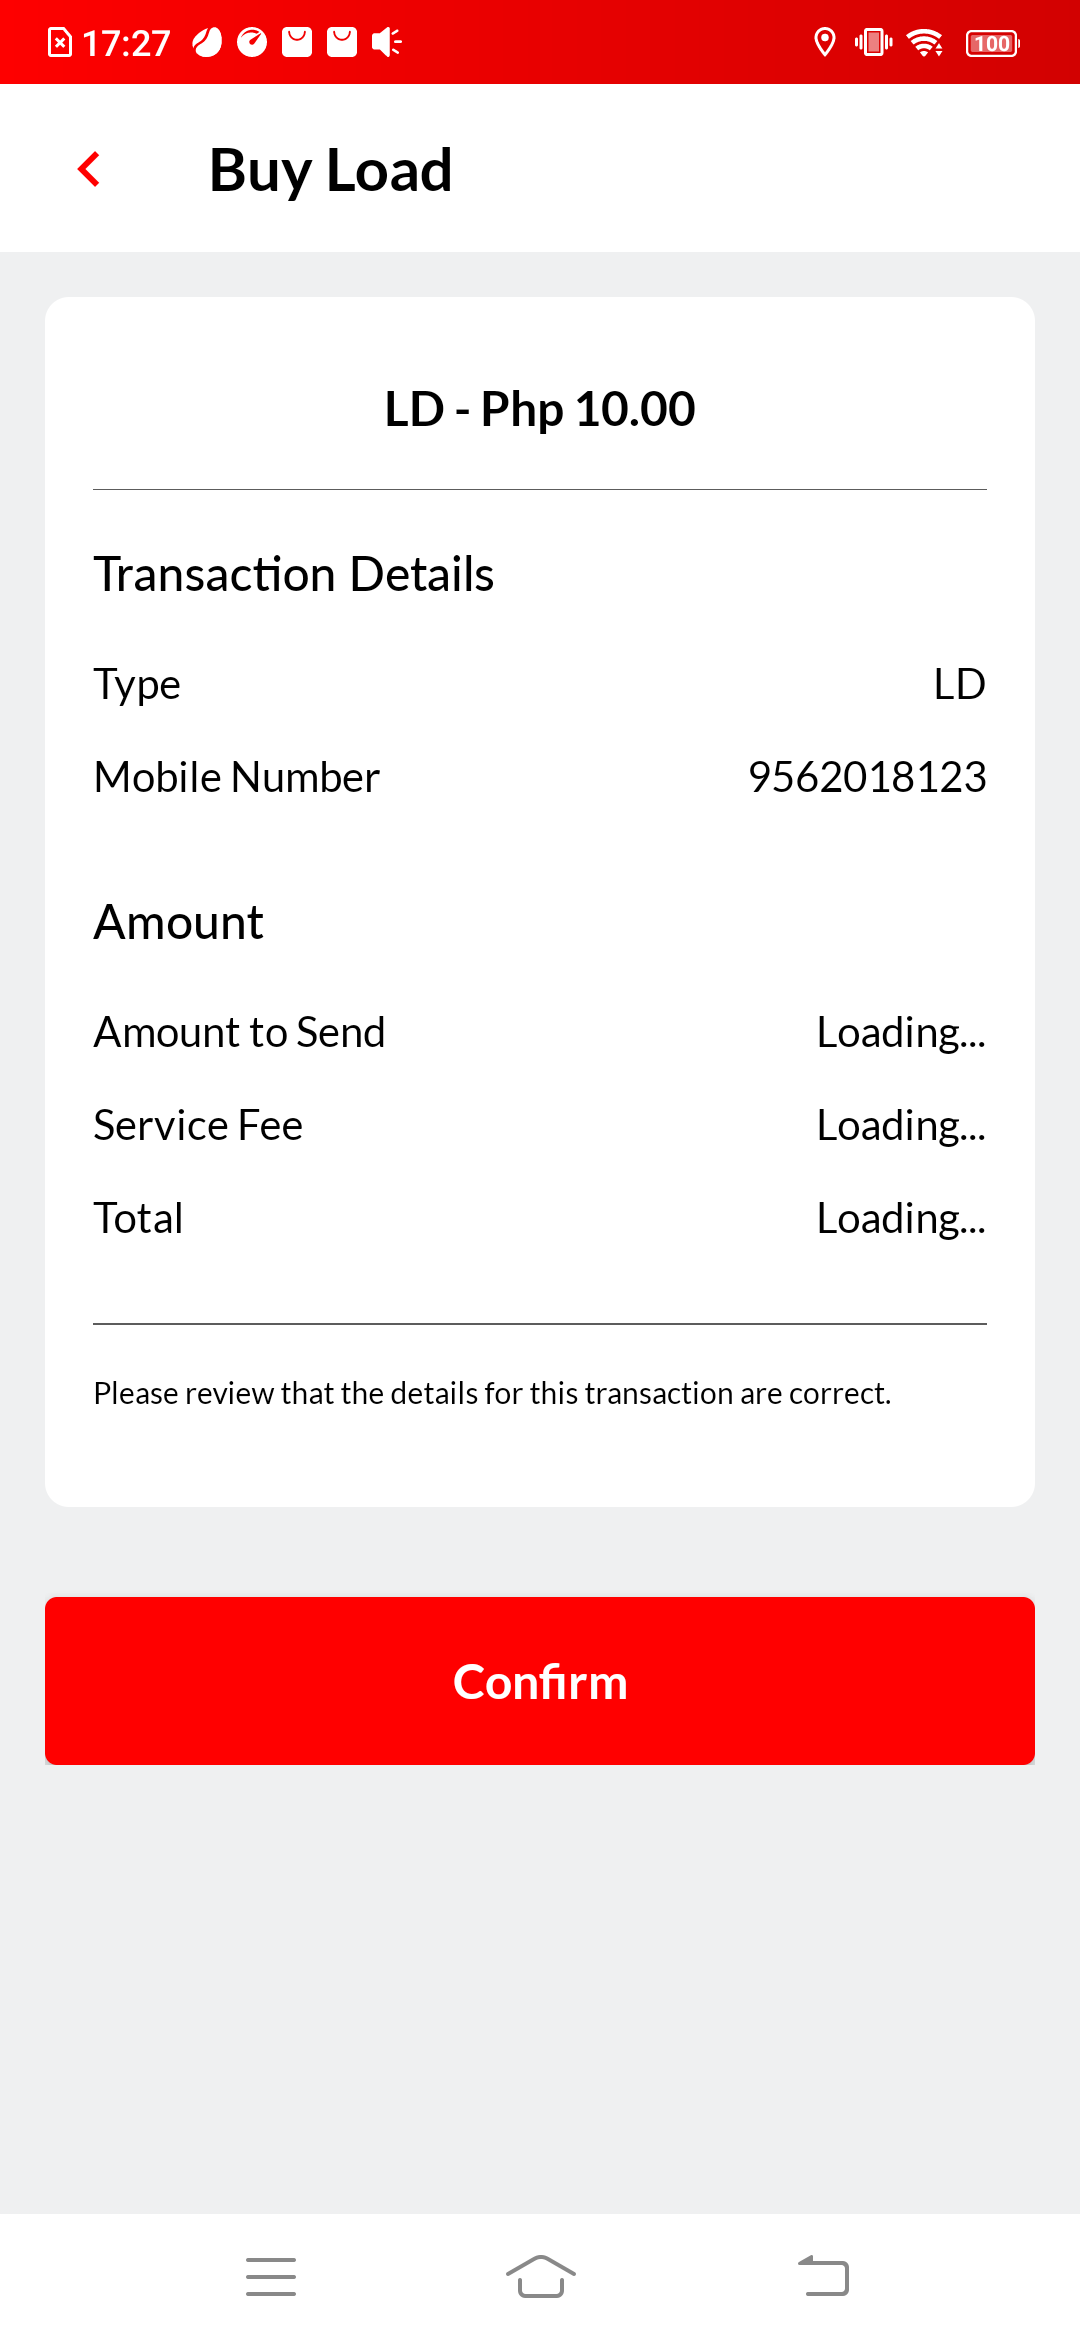 17:27
100
Buy Load
LD - Php 10.00
Transaction Details
Type LD
Mobile Number 9562018123
Amount
Amount to Send Loading...
Service Fee Loading...
Total Loading...
Please review that the details for this transaction are correct.
Confirm